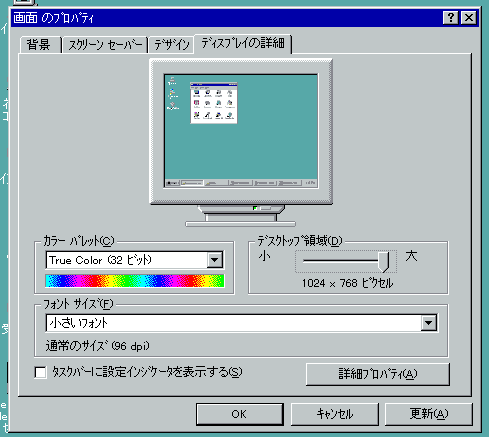 画面 のプロパティ
背景
スクリーン セーバー
デザイン
ディスプレイの詳細
カラー パレット(C)
True Color (32 ビット)
デスクトップ領域(D)
小
大
1024 × 768 ピクセル
フォント サイズ(F)
小さいフォント
通常のサイズ (96 dpi)
タスクバーに設定インジケータを表示する(S)
詳細プロパティ(A)
OK
キャンセル
更新(A)